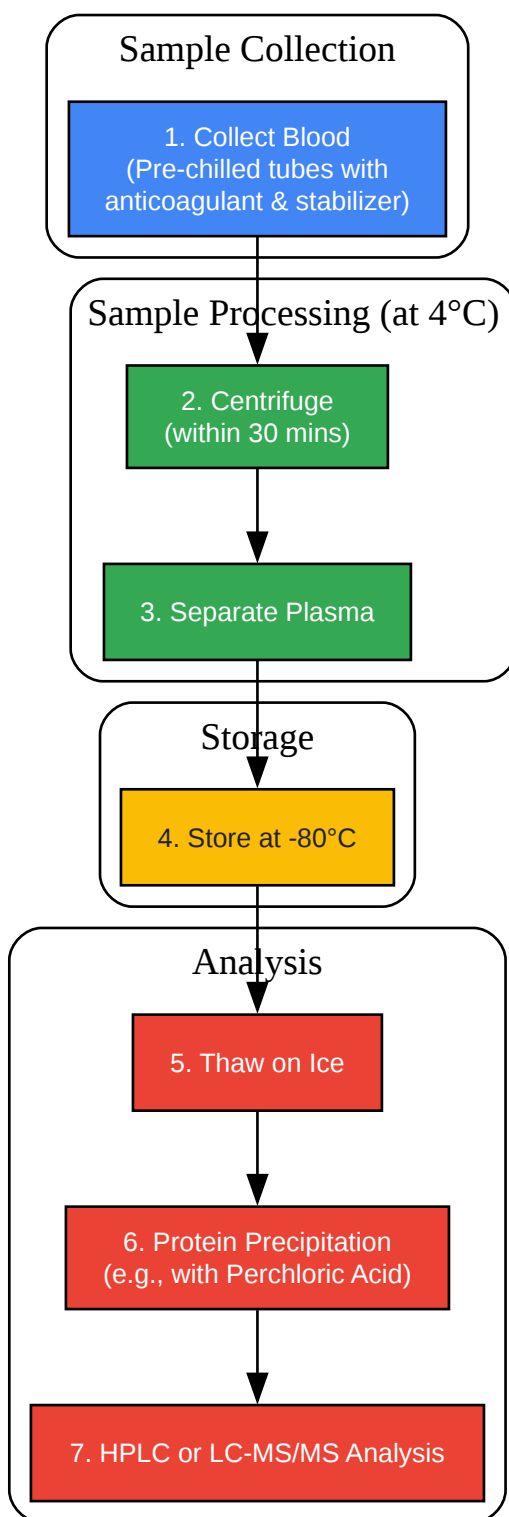 Sample Collection
1. Collect Blood
(Pre-chilled tubes with
anticoagulant & stabilizer)
Sample Processing (at 4°C)
2. Centrifuge
(within 30 mins)
3. Separate Plasma
Storage
4. Store at -80°C
Analysis
5. Thaw on Ice
6. Protein Precipitation
(e.g., with Perchloric Acid)
7. HPLC or LC-MS/MS Analysis